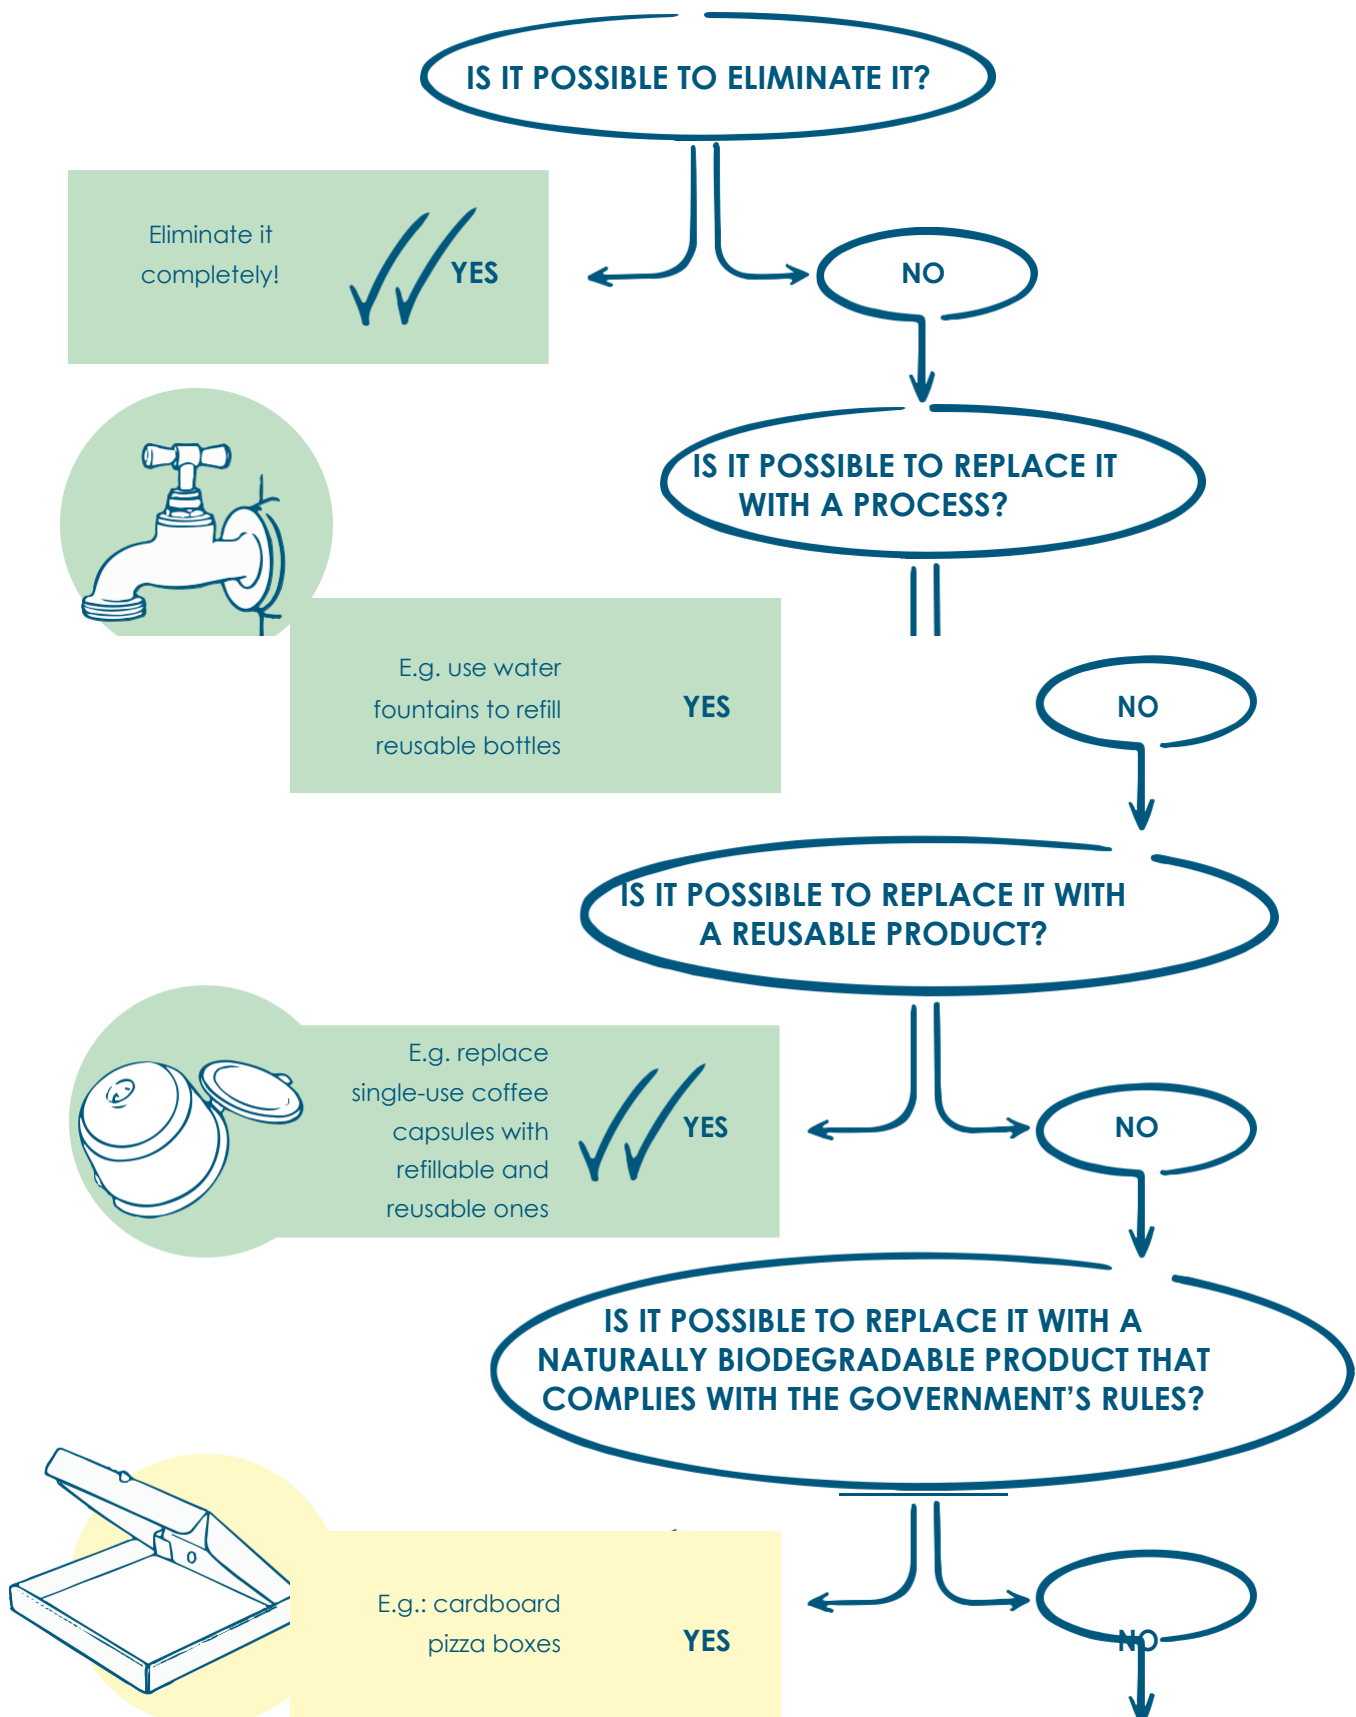 IS IT POSSIBLE TO ELIMINATE IT?
Eliminate it
completely!
YES
NO
IS IT POSSIBLE TO REPLACE IT
WITH A PROCESS?
E.g. use water
fountains to refill
reusable bottles
YES
NO
IS IT POSSIBLE TO REPLACE IT WITH
A REUSABLE PRODUCT?
E.g. replace
single-use coffee
capsules with
refillable and
reusable ones
YES
NO
IS IT POSSIBLE TO REPLACE IT WITH A
NATURALLY BIODEGRADABLE PRODUCT THAT
COMPLIES WITH THE GOVERNMENT’S RULES?
E.g.: cardboard
pizza boxes
YES
NO